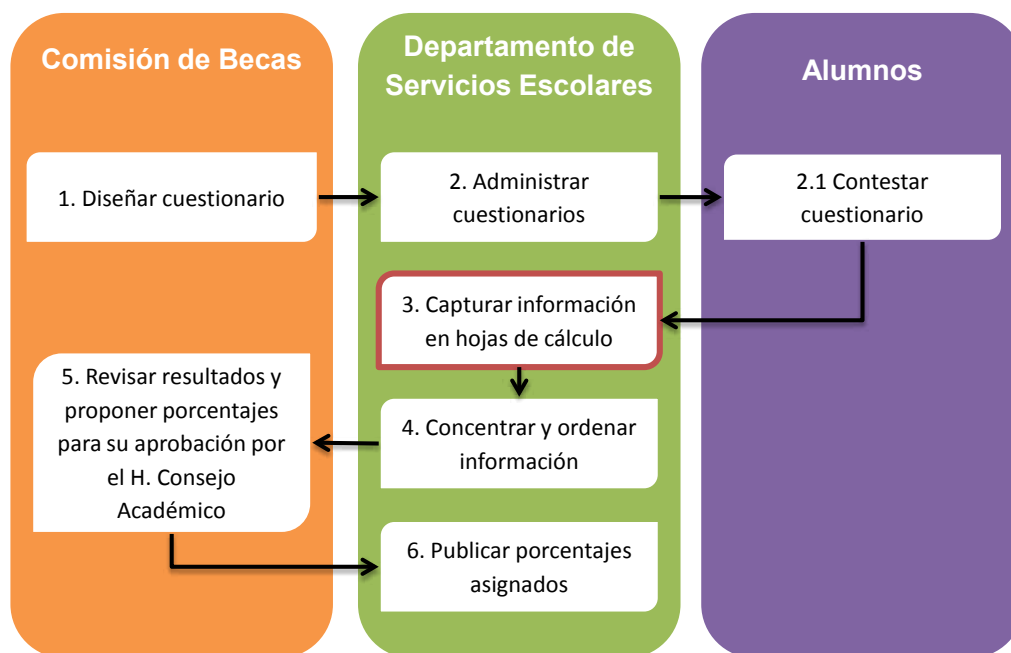 Comisión de Becas
Departamento de
Servicios Escolares
Alumnos
1. Diseñar cuestionario
2. Administrar
cuestionarios
2.1 Contestar
cuestionario
3. Capturar información
en hojas de cálculo
4. Concentrar y ordenar
información
5. Revisar resultados y
proponer porcentajes
para su aprobación por
el H. Consejo
Académico
6. Publicar porcentajes
asignados